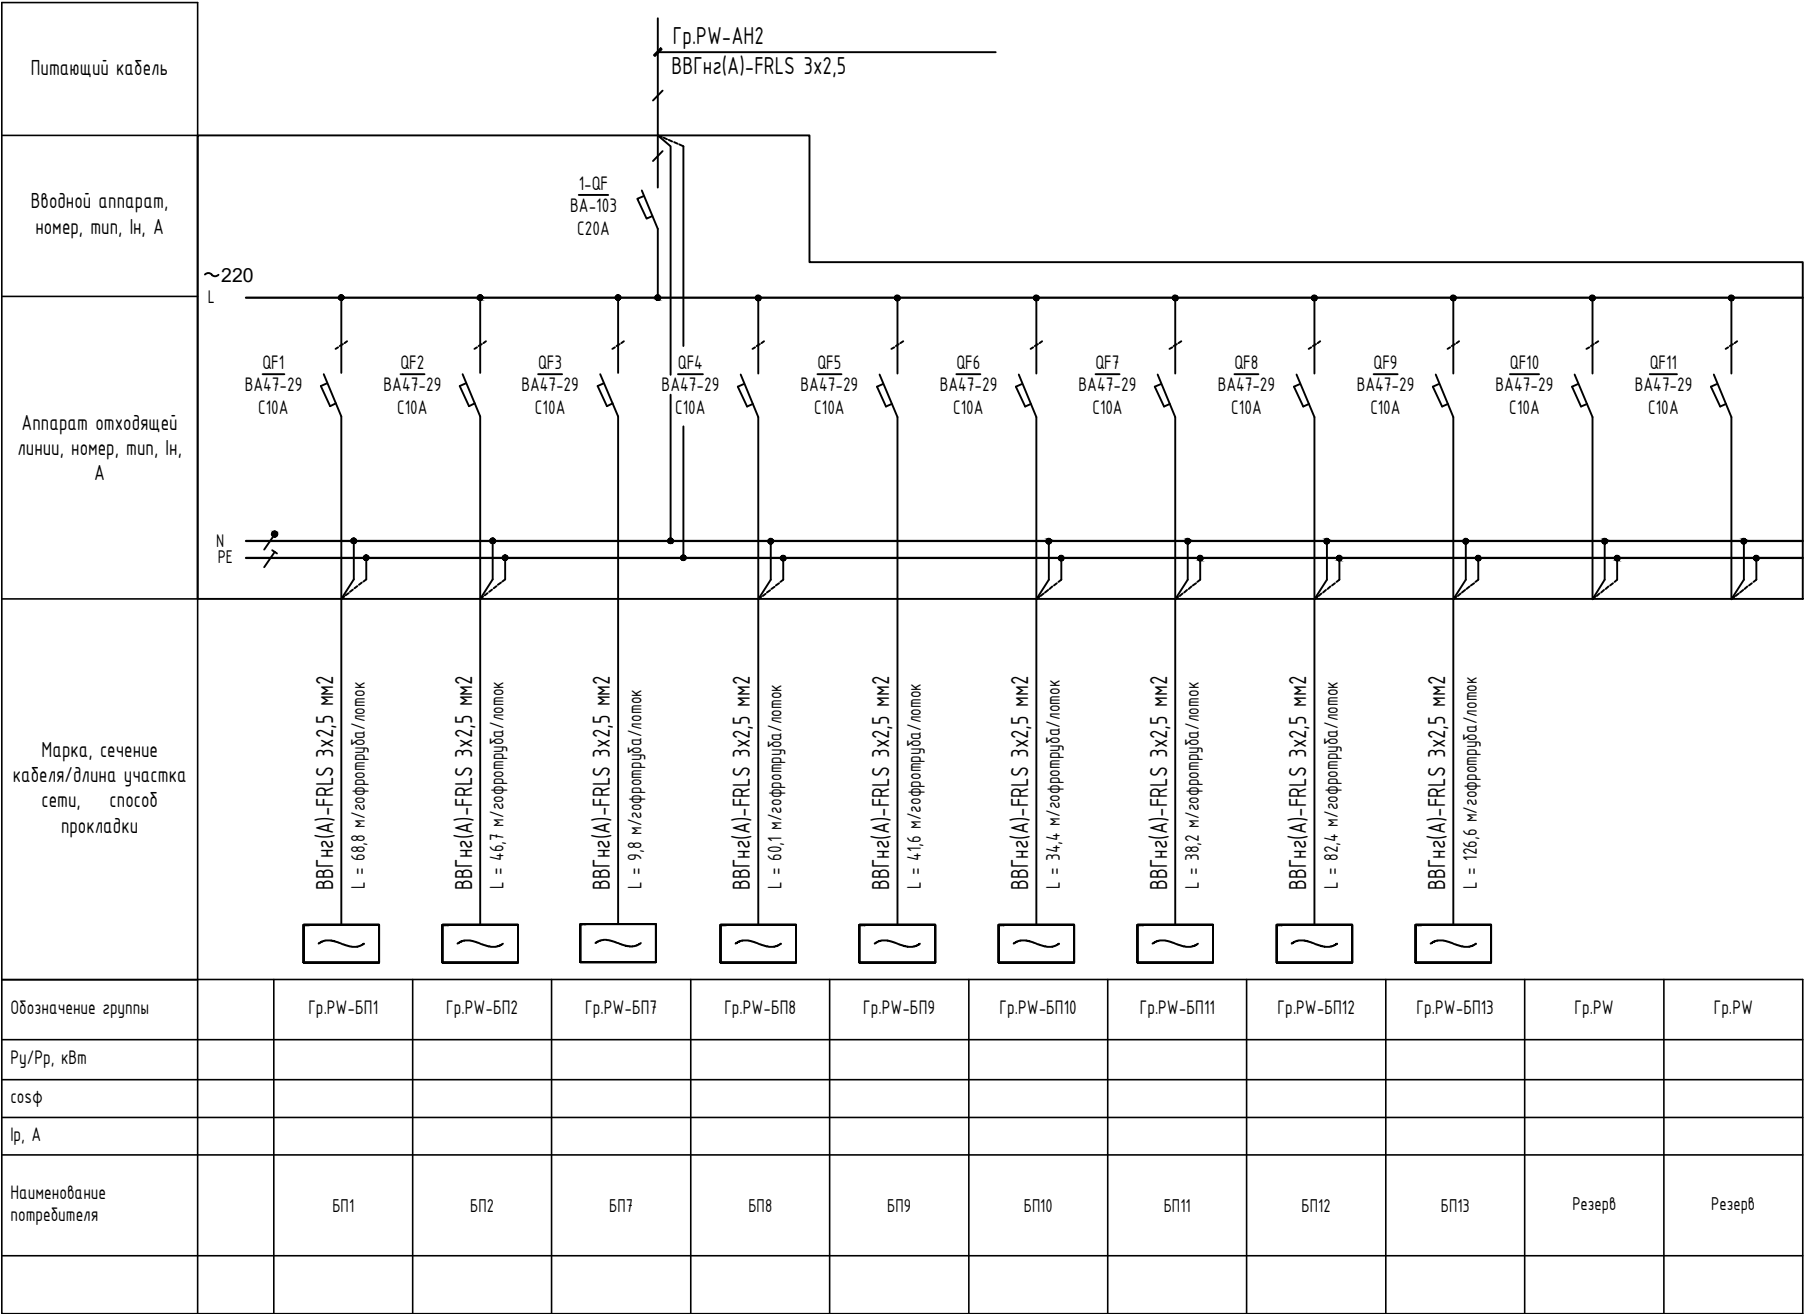 Питающий кабель
Гр.PW-АН2
ВВГнг(А)-FRLS 3х2,5
Вводной аппарат,
номер, тип, Iн, А
1-QF
ВА-103
С20А
~220
L
Аппарат отходящей
линии, номер, тип, Iн,
А
QF1
ВА47-29
С10А
QF2
ВА47-29
С10А
QF3
ВА47-29
С10А
QF4
ВА47-29
С10А
QF5
ВА47-29
С10А
QF6
ВА47-29
С10А
QF7
ВА47-29
С10А
QF8
ВА47-29
С10А
QF9
ВА47-29
С10А
QF10
ВА47-29
С10А
QF11
ВА47-29
С10А
N
PE
Марка, сечение
кабеля/длина участка
сети, способ
прокладки
ВВГнг(А)-FRLS 3х2,5 мм2
L = 68,8 м/гофротруба/лоток
ВВГнг(А)-FRLS 3х2,5 мм2
L = 46,7 м/гофротруба/лоток
ВВГнг(А)-FRLS 3х2,5 мм2
L = 9,8 м/гофротруба/лоток
ВВГнг(А)-FRLS 3х2,5 мм2
L = 60,1 м/гофротруба/лоток
ВВГнг(А)-FRLS 3х2,5 мм2
L = 41,6 м/гофротруба/лоток
ВВГнг(А)-FRLS 3х2,5 мм2
L = 34,4 м/гофротруба/лоток
ВВГнг(А)-FRLS 3х2,5 мм2
L = 38,2 м/гофротруба/лоток
ВВГнг(А)-FRLS 3х2,5 мм2
L = 82,4 м/гофротруба/лоток
ВВГнг(А)-FRLS 3х2,5 мм2
L = 126,6 м/гофротруба/лоток
Обозначение группы Гр.PW-БП1 Гр.PW-БП2 Гр.PW-БП7 Гр.PW-БП8 Гр.PW-БП9 Гр.PW-БП10 Гр.PW-БП11 Гр.PW-БП12 Гр.PW-БП13 Гр.PW Гр.PW
Ру/Рр, кВт
cosφ
Iр, А
Наименование
потребителя
БП1 БП2 БП7 БП8 БП9 БП10 БП11 БП12 БП13 Резерв Резерв